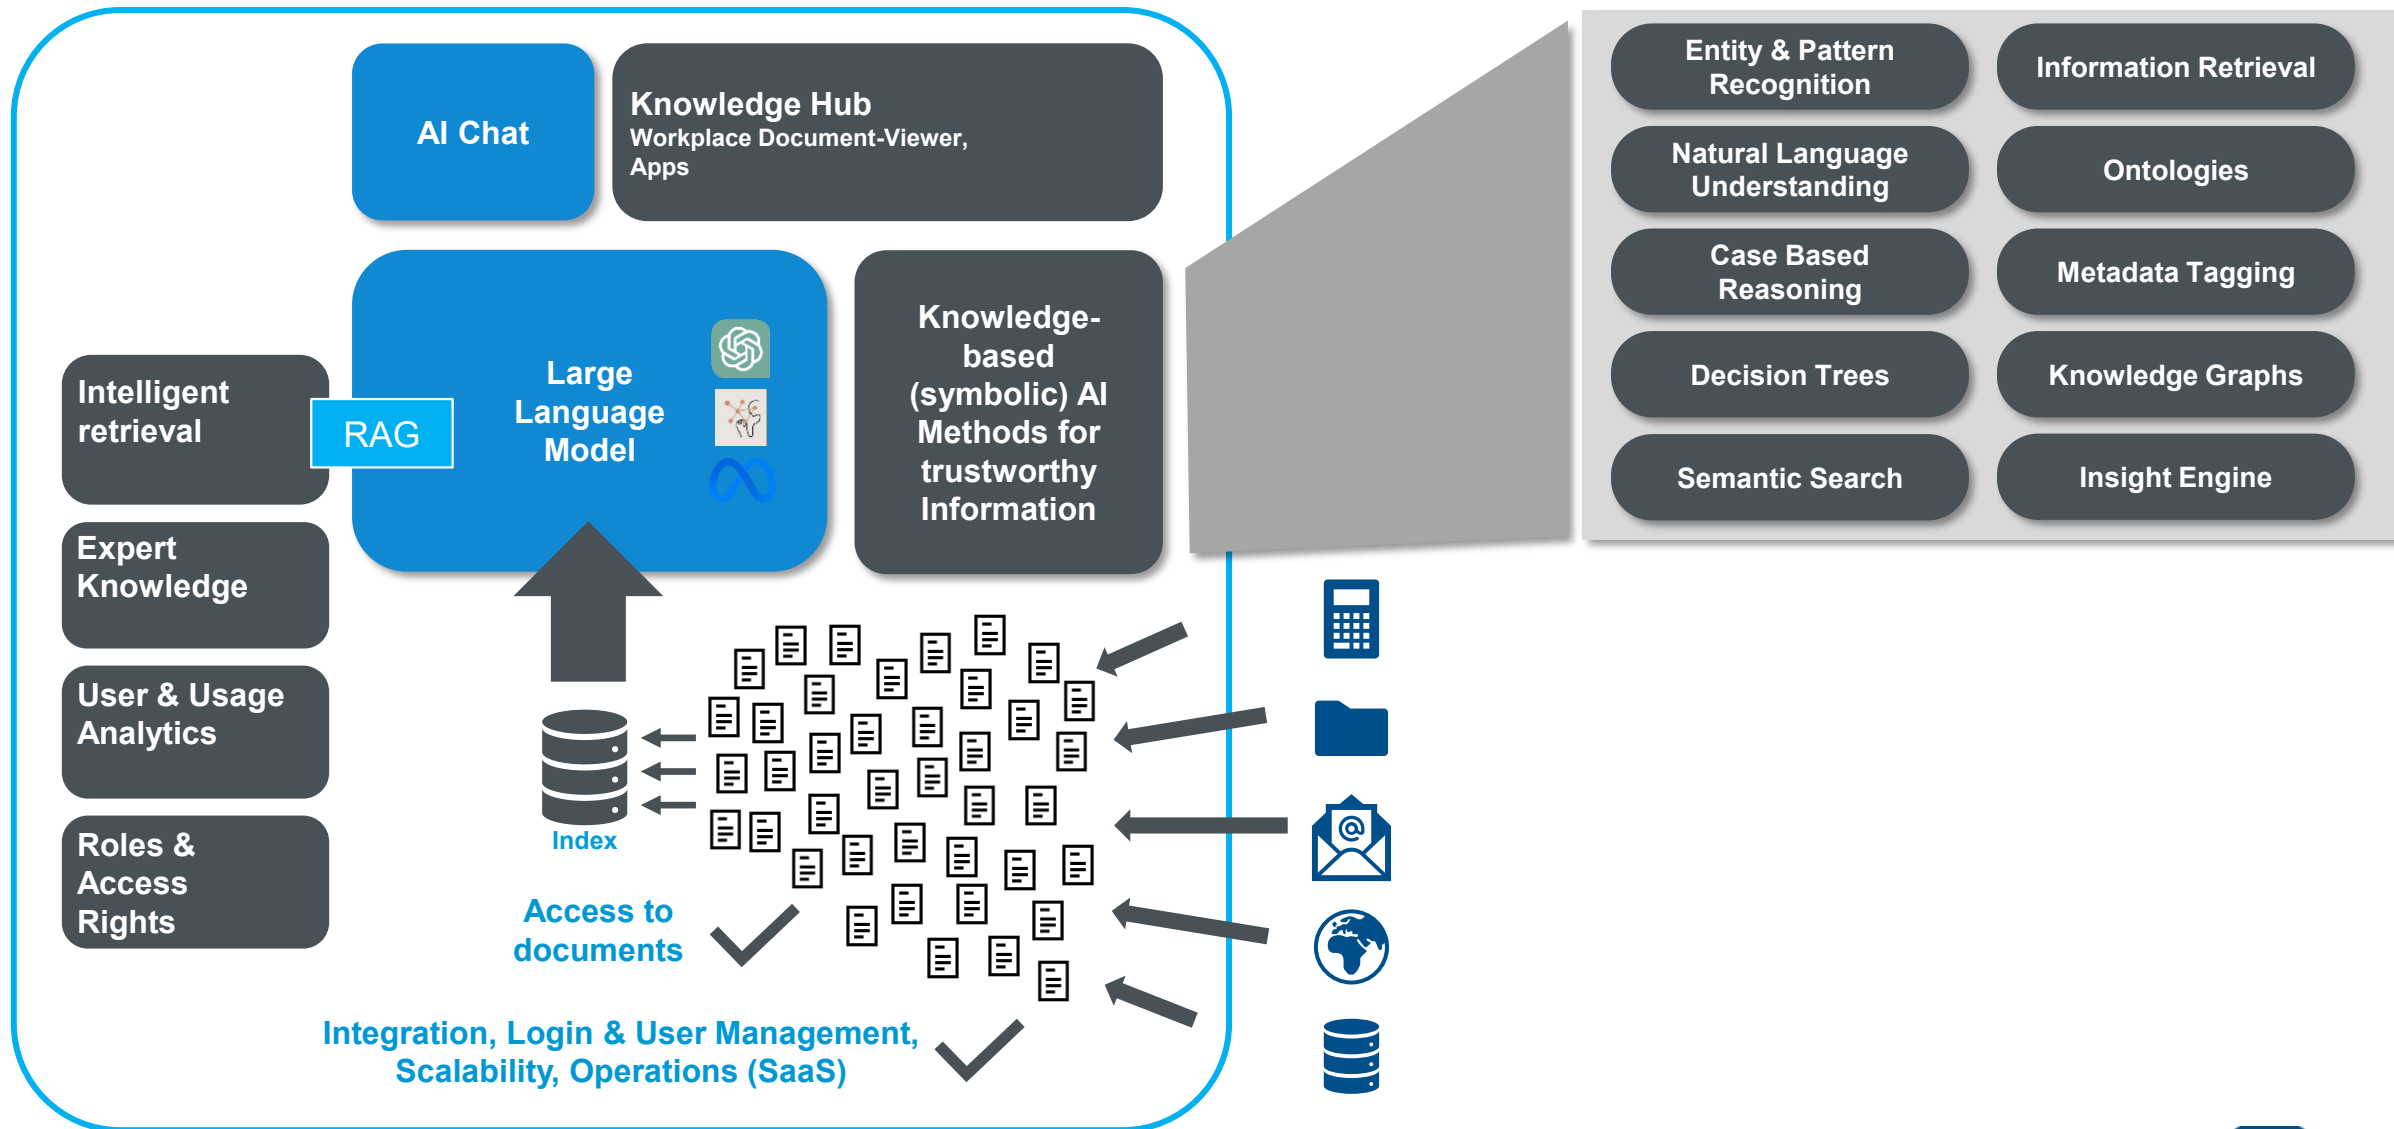 AI Chat
Knowledge Hub
Workplace Document-Viewer,
Apps
Large
Language
Model
Knowledge-
based
(symbolic) AI
Methods for
trustworthy
Information
Intelligent
retrieval
RAG
Expert
Knowledge
User & Usage
Analytics
Roles &
Access
Rights
Index
Access to
documents
Integration, Login & User Management,
Scalability, Operations (SaaS)
@
Entity & Pattern
Recognition
Information Retrieval
Natural Language
Understanding
Ontologies
Case Based
Reasoning
Metadata Tagging
Decision Trees
Knowledge Graphs
Semantic Search
Insight Engine